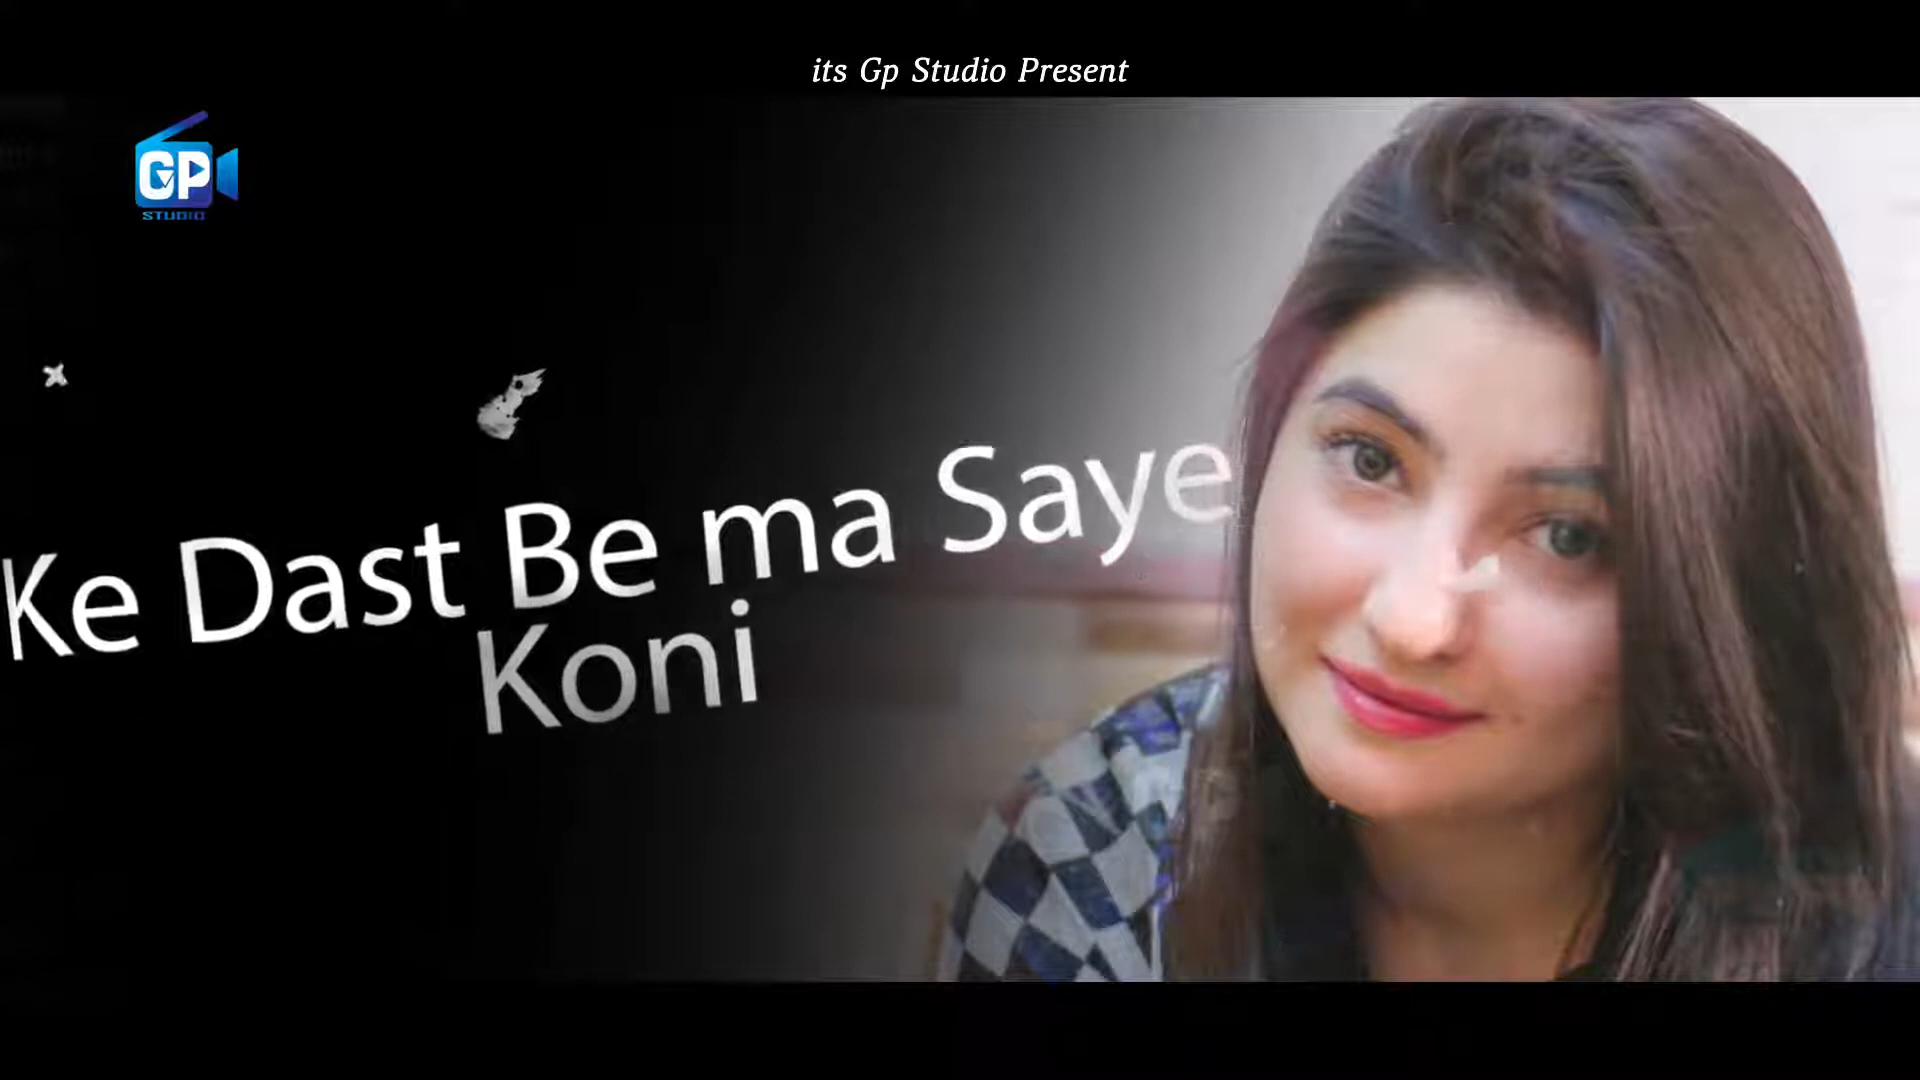 its Gp Studio Present
GP
STUDIO
Ke Dast Be ma Saye
Koni